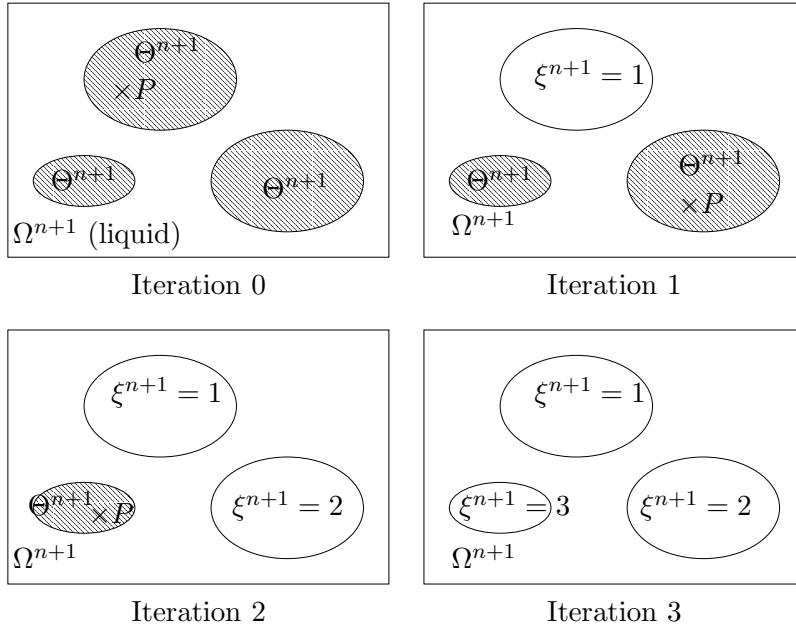 Θ^{n+1}
×P
Θ^{n+1}
Θ^{n+1}
Ω^{n+1} (liquid)
Iteration 0
ξ^{n+1} = 1
Θ^{n+1}
Θ^{n+1}
×P
Ω^{n+1}
Iteration 1
ξ^{n+1} = 1
Θ^{n+1}
×P
ξ^{n+1} = 2
Ω^{n+1}
Iteration 2
ξ^{n+1} = 1
ξ^{n+1} = 3
ξ^{n+1} = 2
Ω^{n+1}
Iteration 3